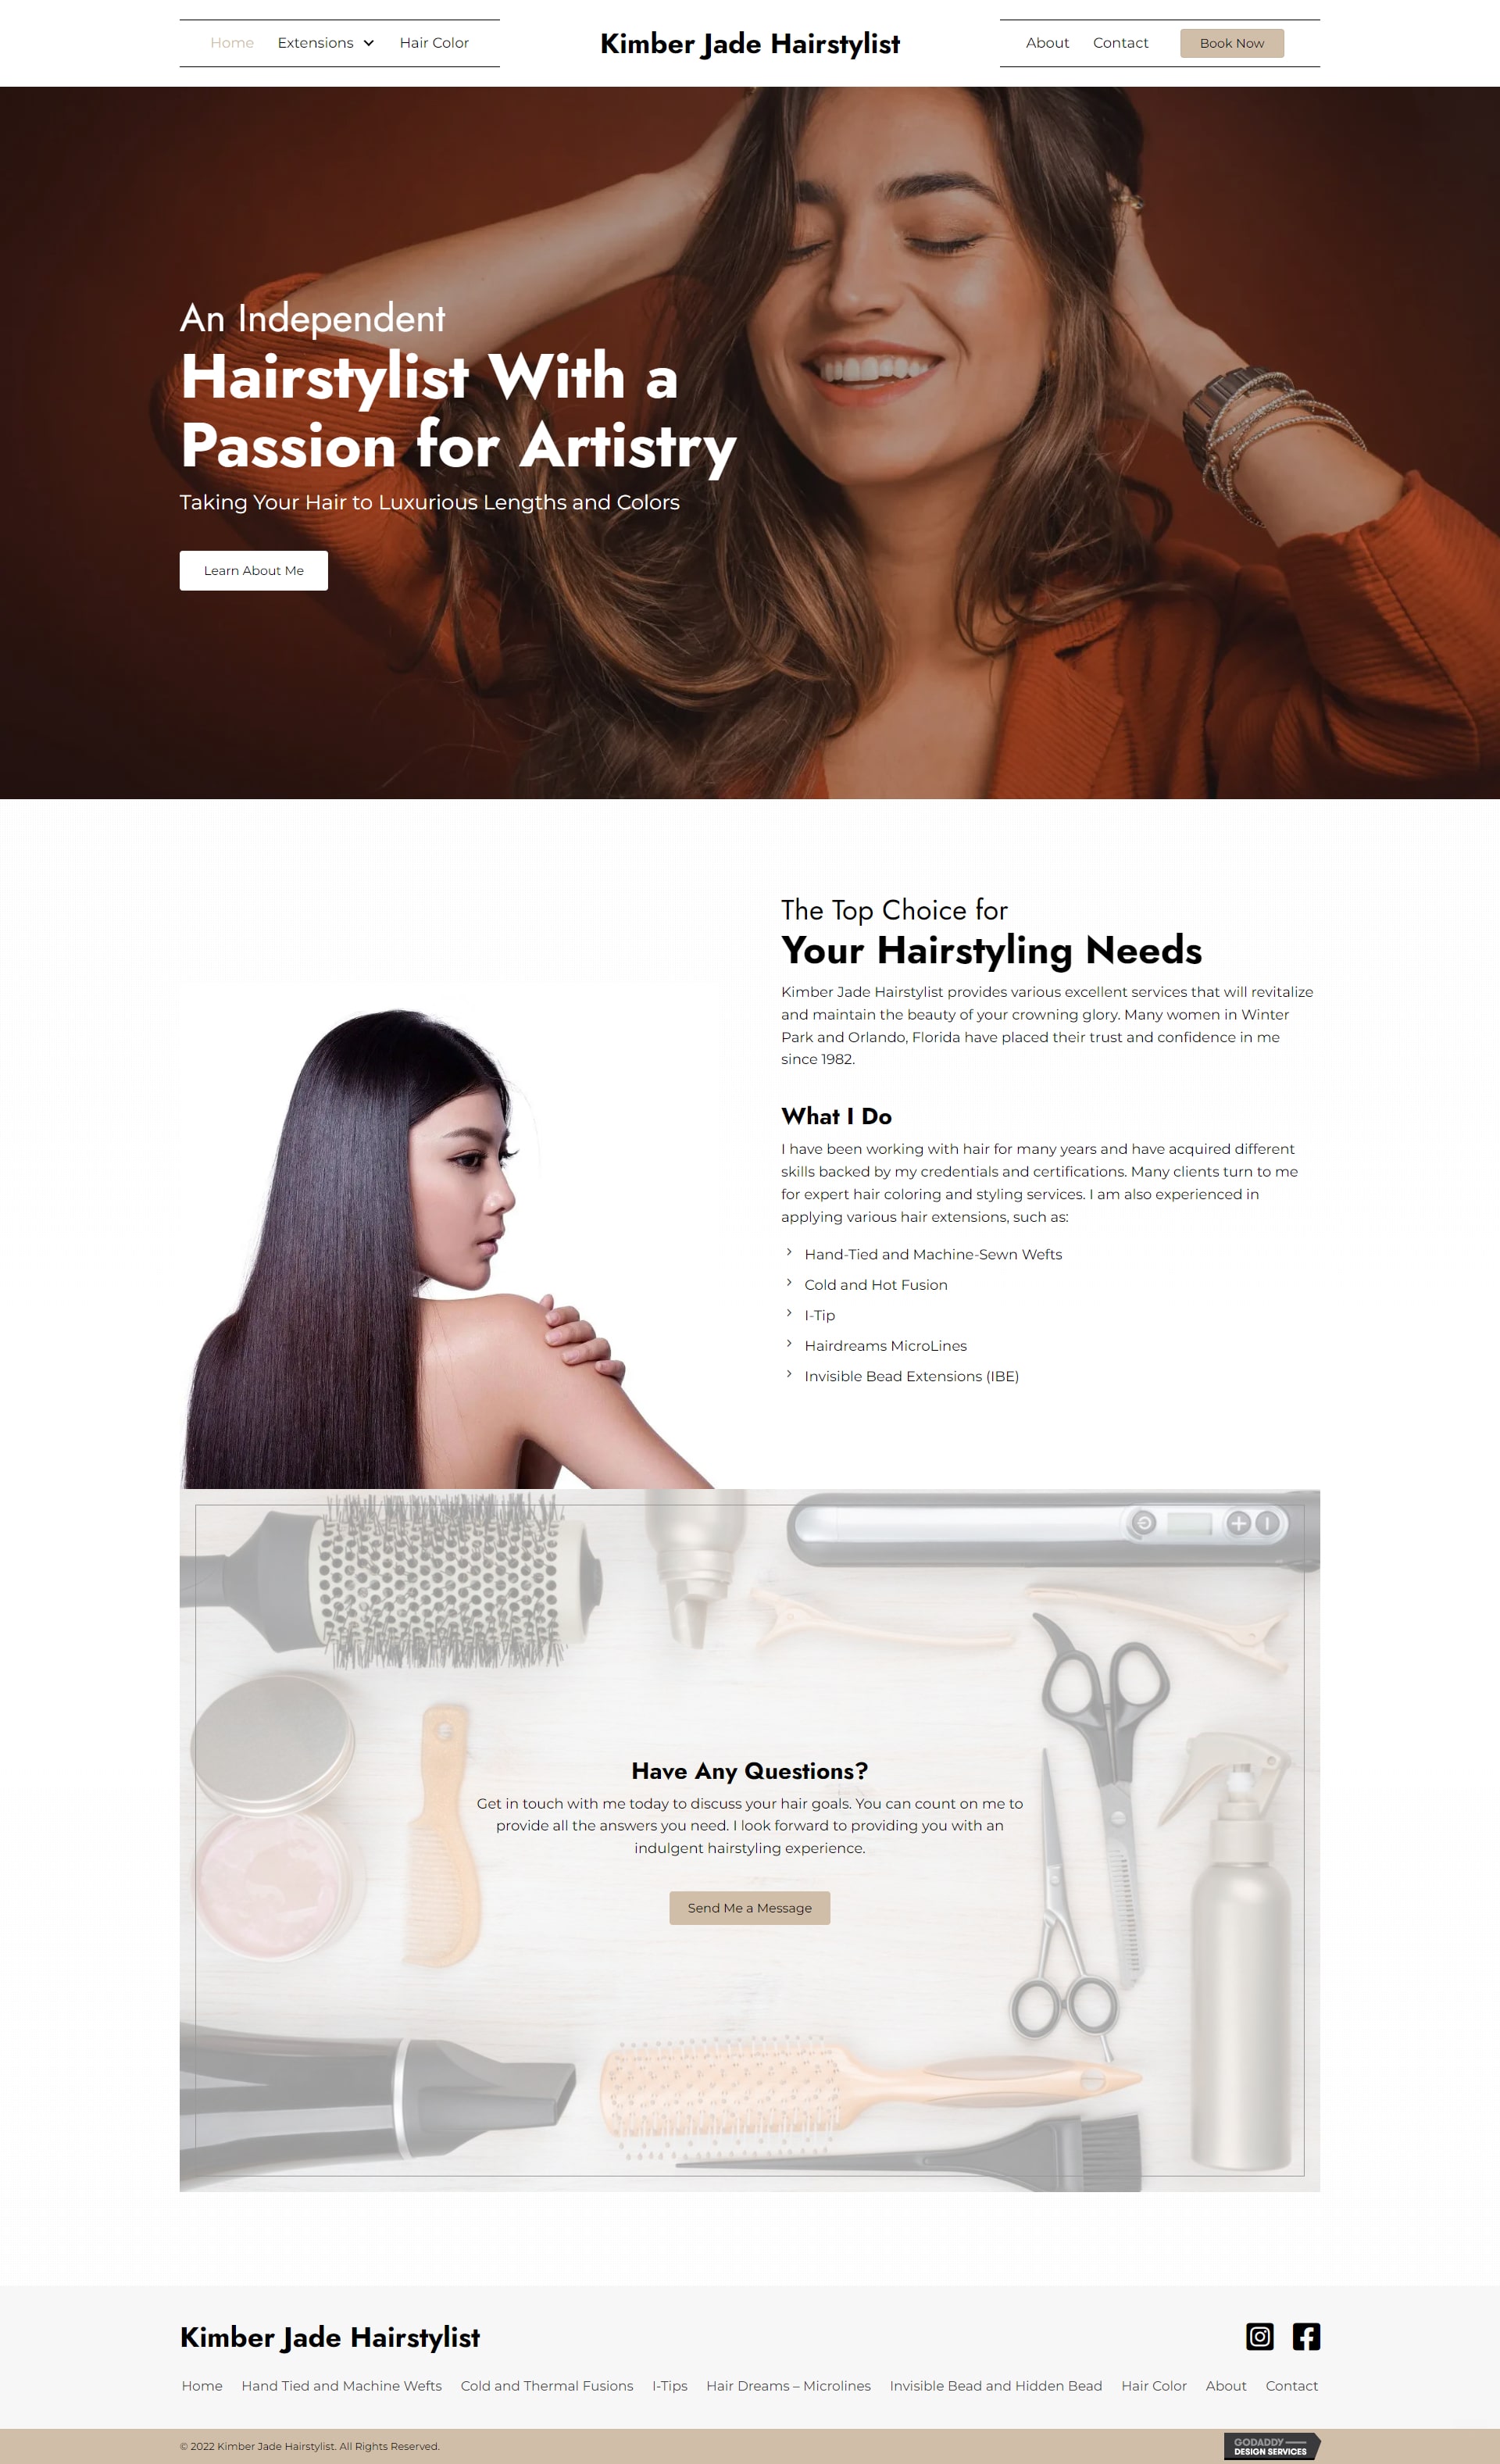 Home Extensions Hair Color
Kimber Jade Hairstylist
About Contact Book Now
An Independent
Hairstylist With a
Passion for Artistry
Taking Your Hair to Luxurious Lengths and Colors
Learn About Me
The Top Choice for
Your Hairstyling Needs
Kimber Jade Hairstylist provides various excellent services that will revitalize
and maintain the beauty of your crowning glory. Many women in Winter
Park and Orlando, Florida have placed their trust and confidence in me
since 1982.
What I Do
I have been working with hair for many years and have acquired different
skills backed by my credentials and certifications. Many clients turn to me
for expert hair coloring and styling services. I am also experienced in
applying various hair extensions, such as:
Hand-Tied and Machine-Sewn Wefts
Cold and Hot Fusion
I-Tip
Hairdreams MicroLines
Invisible Bead Extensions (IBE)
Have Any Questions?
Get in touch with me today to discuss your hair goals. You can count on me to
provide all the answers you need. I look forward to providing you with an
indulgent hairstyling experience.
Send Me a Message
Kimber Jade Hairstylist
Home Hand Tied and Machine Wefts Cold and Thermal Fusions I-Tips Hair Dreams – Microlines Invisible Bead and Hidden Bead Hair Color About Contact
© 2022 Kimber Jade Hairstylist. All Rights Reserved.
GODADDY
DESIGN SERVICES